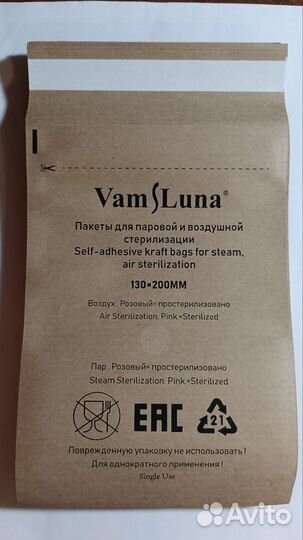 Vam Luna®
Пакеты для паровой и воздушной
стерилизации
Self-adhesive kraft bags for steam,
air sterilization
130×200ММ
Воздух. Розовый= простерилизовано
Air Sterilization. Pink =Sterilized
Пар. Розовый= простерилизовано
Steam Sterilization. Pink =Sterilized
EAC
21
Поврежденную упаковку не использовать !
Для однократного применения !
Single Use
Avito